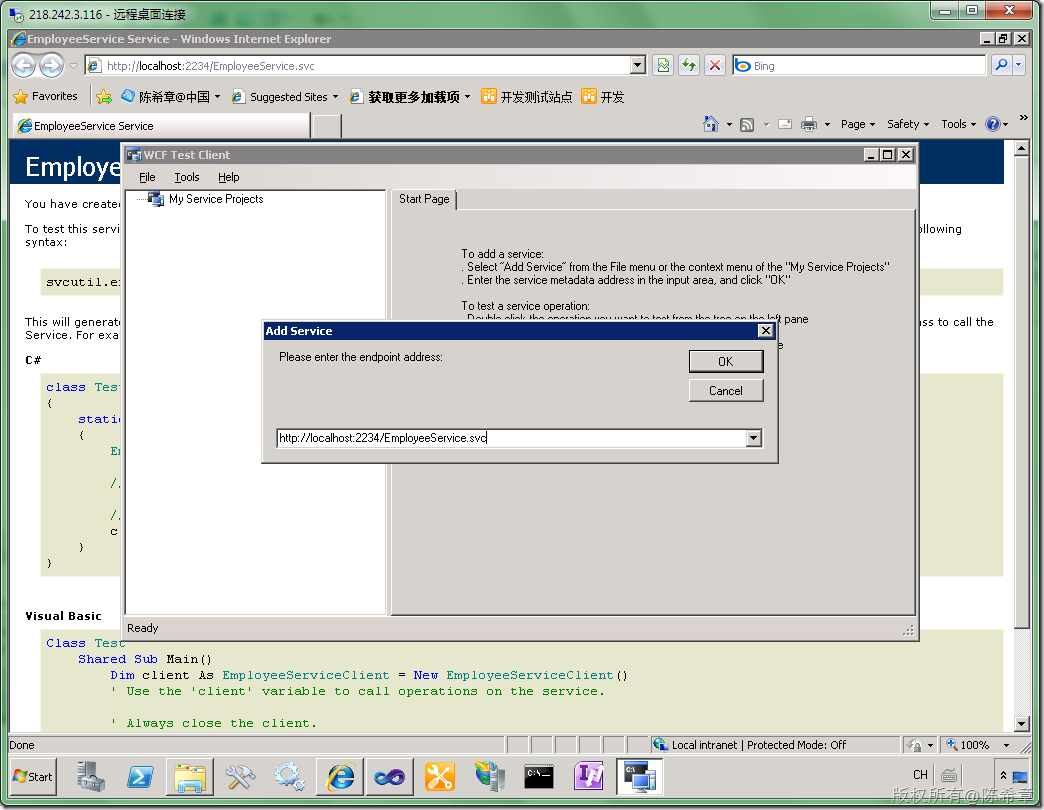 218.242.3.116 - 远程桌面连接
EmployeeService Service - Windows Internet Explorer
http://localhost:2234/EmployeeService.svc
Bing
Favorites
陈希章@中国
Suggested Sites
获取更多加载项
开发测试站点
开发
EmployeeService Service
Page
Safety
Tools
»
Employe
You have create
To test this servi
ollowing
syntax:
svcutil.ex
This will generat
ss to call the
Service. For exa
C#
class Test
{
static
{
//
//
c
}
}
Visual Basic
Class Test
Shared Sub Main()
Dim client As EmployeeServiceClient = New EmployeeServiceClient()
' Use the 'client' variable to call operations on the service.
' Always close the client.
WCF Test Client
File Tools Help
My Service Projects
Start Page
To add a service:
. Select "Add Service" from the File menu or the context menu of the "My Service Projects"
. Enter the service metadata address in the input area, and click "OK"
To test a service operation:
. Double click the operation you want to test from the tree on the left pane
e
Add Service
Please enter the endpoint address:
OK
Cancel
http://localhost:2234/EmployeeService.svc
Ready
Done
Local intranet | Protected Mode: Off
100%
Start
C:\_
CH
版权所有@陈希章